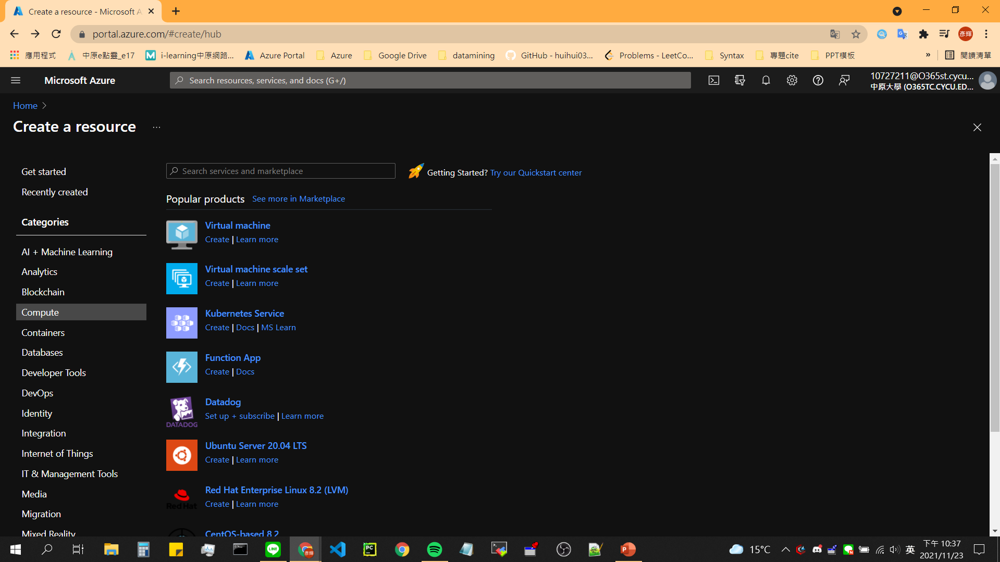 Create a resource - Microsoft A
portal.azure.com/#create/hub
彥輝
應用程式 中原e點靈_e17 i-learning中原網路... Azure Portal Azure Google Drive datamining GitHub - huihui03... Problems - LeetCo... Syntax 專題cite PPT模板 » 閱讀清單
Microsoft Azure
Search resources, services, and docs (G+/)
10727211@O365st.cycu...
中原大學 (O365TC.CYCU.ED...
Home >
Create a resource ...
Get started
Recently created
Categories
AI + Machine Learning
Analytics
Blockchain
Compute
Containers
Databases
Developer Tools
DevOps
Identity
Integration
Internet of Things
IT & Management Tools
Media
Migration
Mixed Reality
Search services and marketplace
Getting Started? Try our Quickstart center
Popular products See more in Marketplace
Virtual machine
Create | Learn more
Virtual machine scale set
Create | Learn more
Kubernetes Service
Create | Docs | MS Learn
Function App
Create | Docs
DATADOG
Datadog
Set up + subscribe | Learn more
Ubuntu Server 20.04 LTS
Create | Learn more
Red Hat
Red Hat Enterprise Linux 8.2 (LVM)
Create | Learn more
CentOS-based 8.2
15°C 英 下午 10:37
2021/11/23